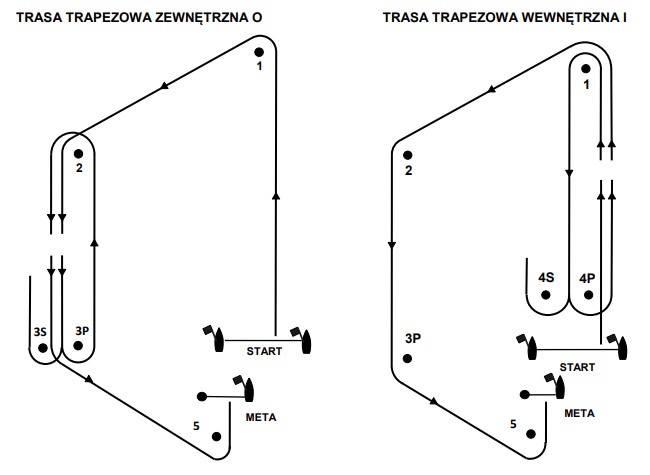 TRASA TRAPEZOWA ZEWNĘTRZNA O
1
2
3S
3P
START
META
5
TRASA TRAPEZOWA WEWNĘTRZNA I
1
2
4S
4P
3P
START
META
5